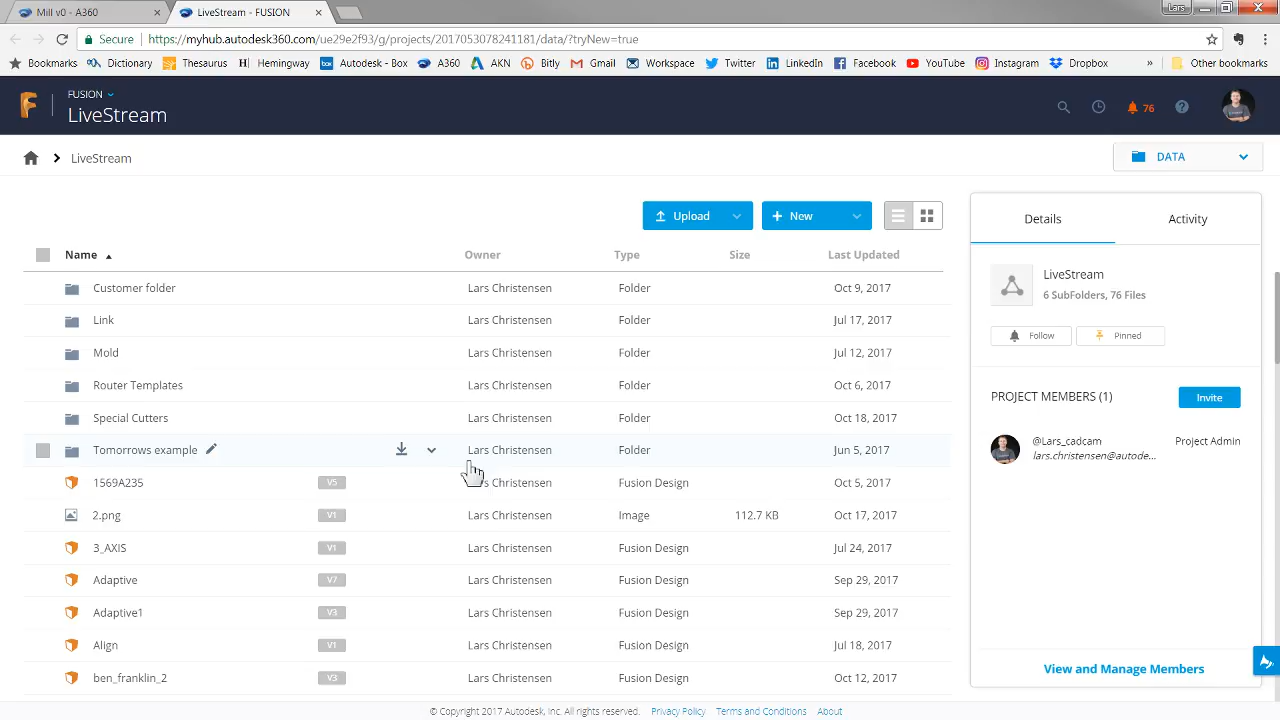 Mill v0 - A360
LiveStream - FUSION
Lars
Secure
https://myhub.autodesk360.com/ue29e2f93/g/projects/2017053078241181/data/?tryNew=true
Bookmarks Dictionary Thesaurus Hemingway Autodesk - Box A360 AKN Bitly Gmail Workspace Twitter LinkedIn Facebook YouTube Instagram Dropbox » Other bookmarks
FUSION
LiveStream
76
LiveStream
DATA
Upload
New
Details
Activity
Name Owner Type Size Last Updated
Customer folder Lars Christensen Folder Oct 9, 2017
Link Lars Christensen Folder Jul 17, 2017
Mold Lars Christensen Folder Jul 12, 2017
Router Templates Lars Christensen Folder Oct 6, 2017
Special Cutters Lars Christensen Folder Oct 18, 2017
Tomorrows example Lars Christensen Folder Jun 5, 2017
1569A235 V5 Lars Christensen Fusion Design Oct 5, 2017
2.png V1 Lars Christensen Image 112.7 KB Oct 17, 2017
3_AXIS V1 Lars Christensen Fusion Design Jul 24, 2017
Adaptive V7 Lars Christensen Fusion Design Sep 29, 2017
Adaptive1 V3 Lars Christensen Fusion Design Sep 29, 2017
Align V1 Lars Christensen Fusion Design Jul 18, 2017
ben_franklin_2 V3 Lars Christensen Fusion Design Oct 12, 2017
LiveStream
6 SubFolders, 76 Files
Follow
Pinned
PROJECT MEMBERS (1)
Invite
@Lars_cadcam Project Admin
lars.christensen@autode...
View and Manage Members
© Copyright 2017 Autodesk, Inc. All rights reserved. Privacy Policy Terms and Conditions About